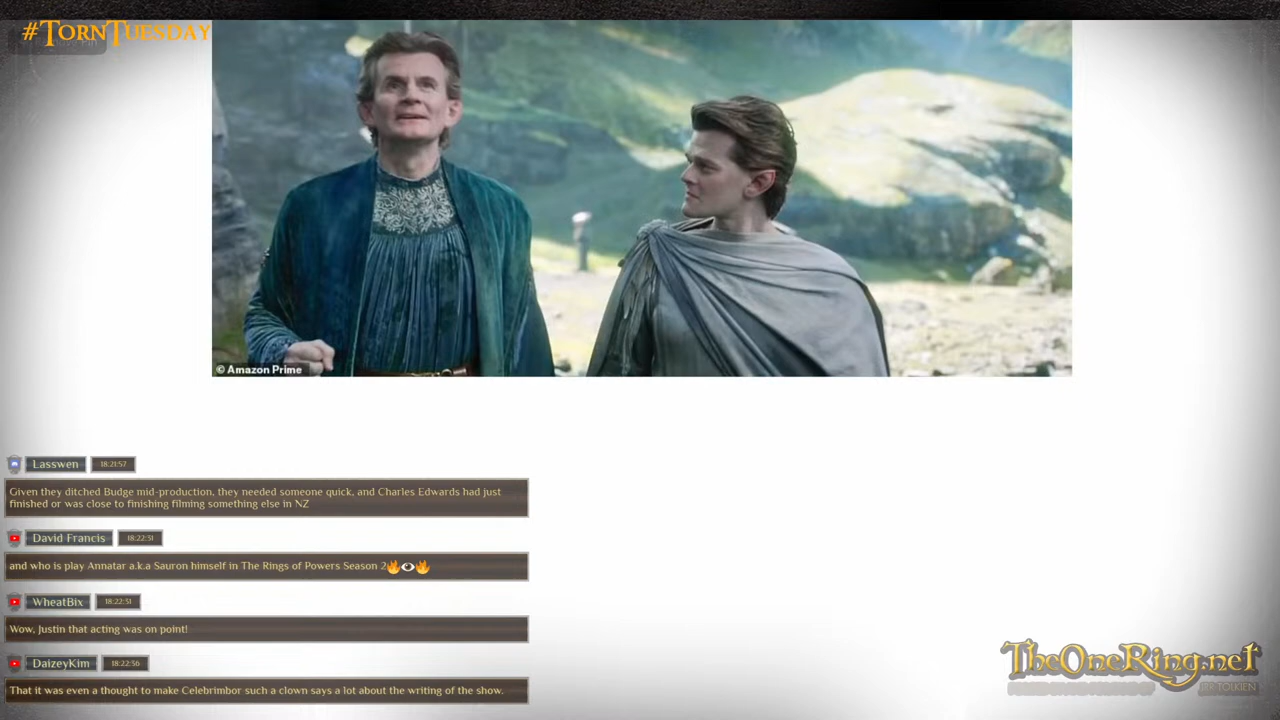 #TornTuesday
© Amazon Prime
Lasswen 18:21:57
Given they ditched Budge mid-production, they needed someone quick, and Charles Edwards had just
finished or was close to finishing filming something else in NZ
David Francis 18:22:31
and who is play Annatar a.k.a Sauron himself in The Rings of Powers Season 2🔥👁🔥
WheatBix 18:22:31
Wow, Justin that acting was on point!
DaizeyKim 18:22:36
That it was even a thought to make Celebrimbor such a clown says a lot about the writing of the show.
TheOneRing.net
TOLKIEN